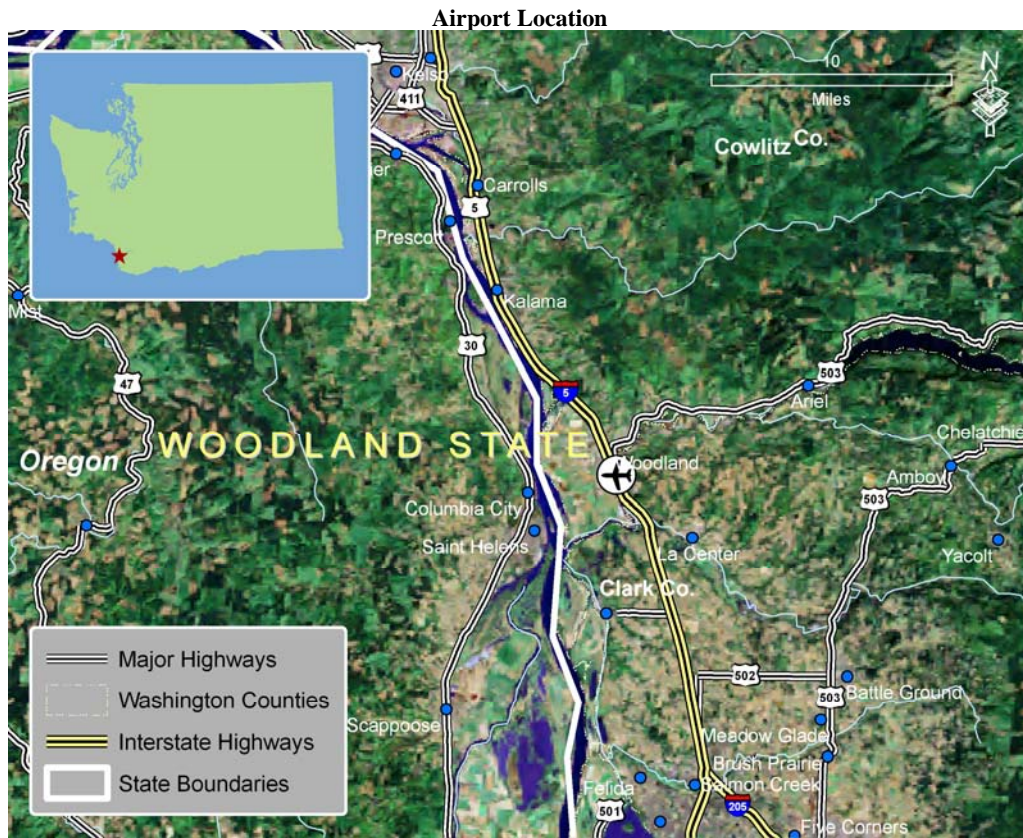 Airport Location
Kelso
411
10
Miles
N
Cowlitz Co.
Carrolls
5
Prescott
Kalama
Mist
30
47
5
503
Ariel
WOODLAND STATE
Oregon
Woodland
Chelatchie
Amboy
503
Columbia City
Saint Helens
La Center
Yacolt
Clark Co.
502
503
Battle Ground
Scappoose
Meadow Glade
Brush Prairie
Salmon Creek
Felida
501
205
Five Corners
Major Highways
Washington Counties
Interstate Highways
State Boundaries